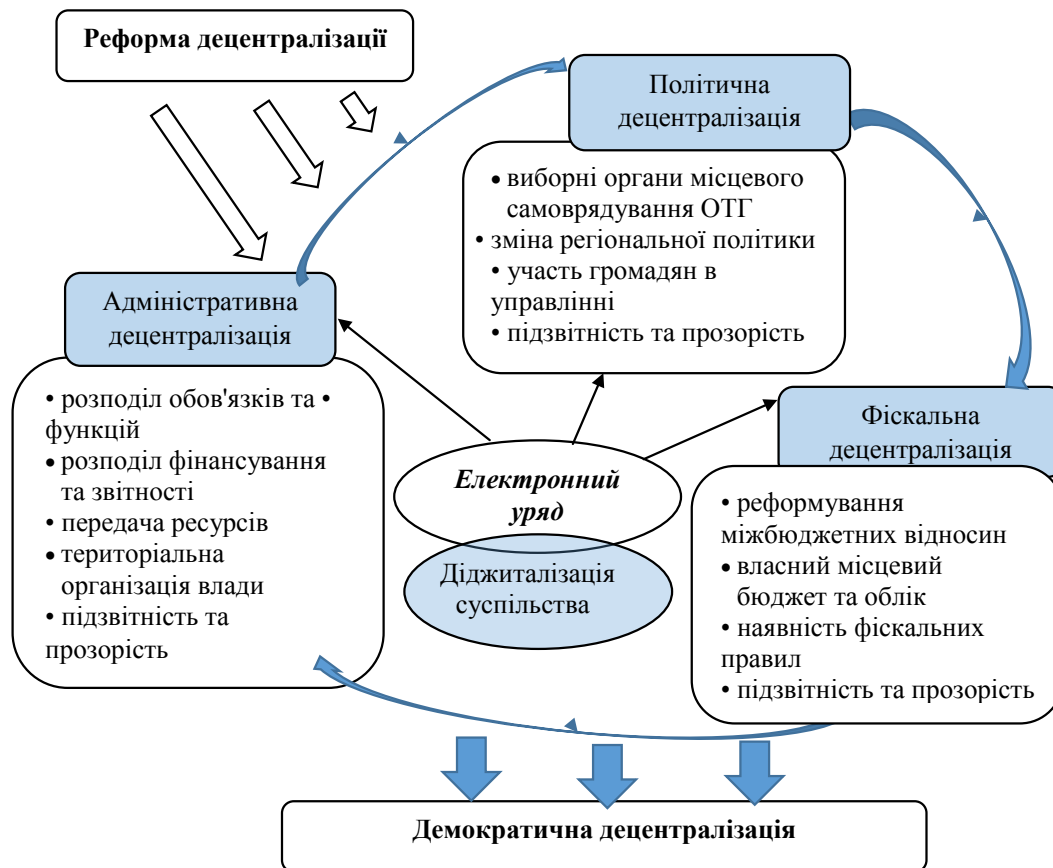 Реформа децентралізації
Політична
децентралізація
• виборні органи місцевого
самоврядування ОТГ
• зміна регіональної політики
• участь громадян в
управлінні
• підзвітність та прозорість
Адміністративна
децентралізація
• розподіл обов'язків та •
функцій
• розподіл фінансування
та звітності
• передача ресурсів
• територіальна
організація влади
• підзвітність та
прозорість
Електронний
уряд
Діджиталізація
суспільства
Фіскальна
децентралізація
• реформування
міжбюджетних відносин
• власний місцевий
бюджет та облік
• наявність фіскальних
правил
• підзвітність та прозорість
Демократична децентралізація